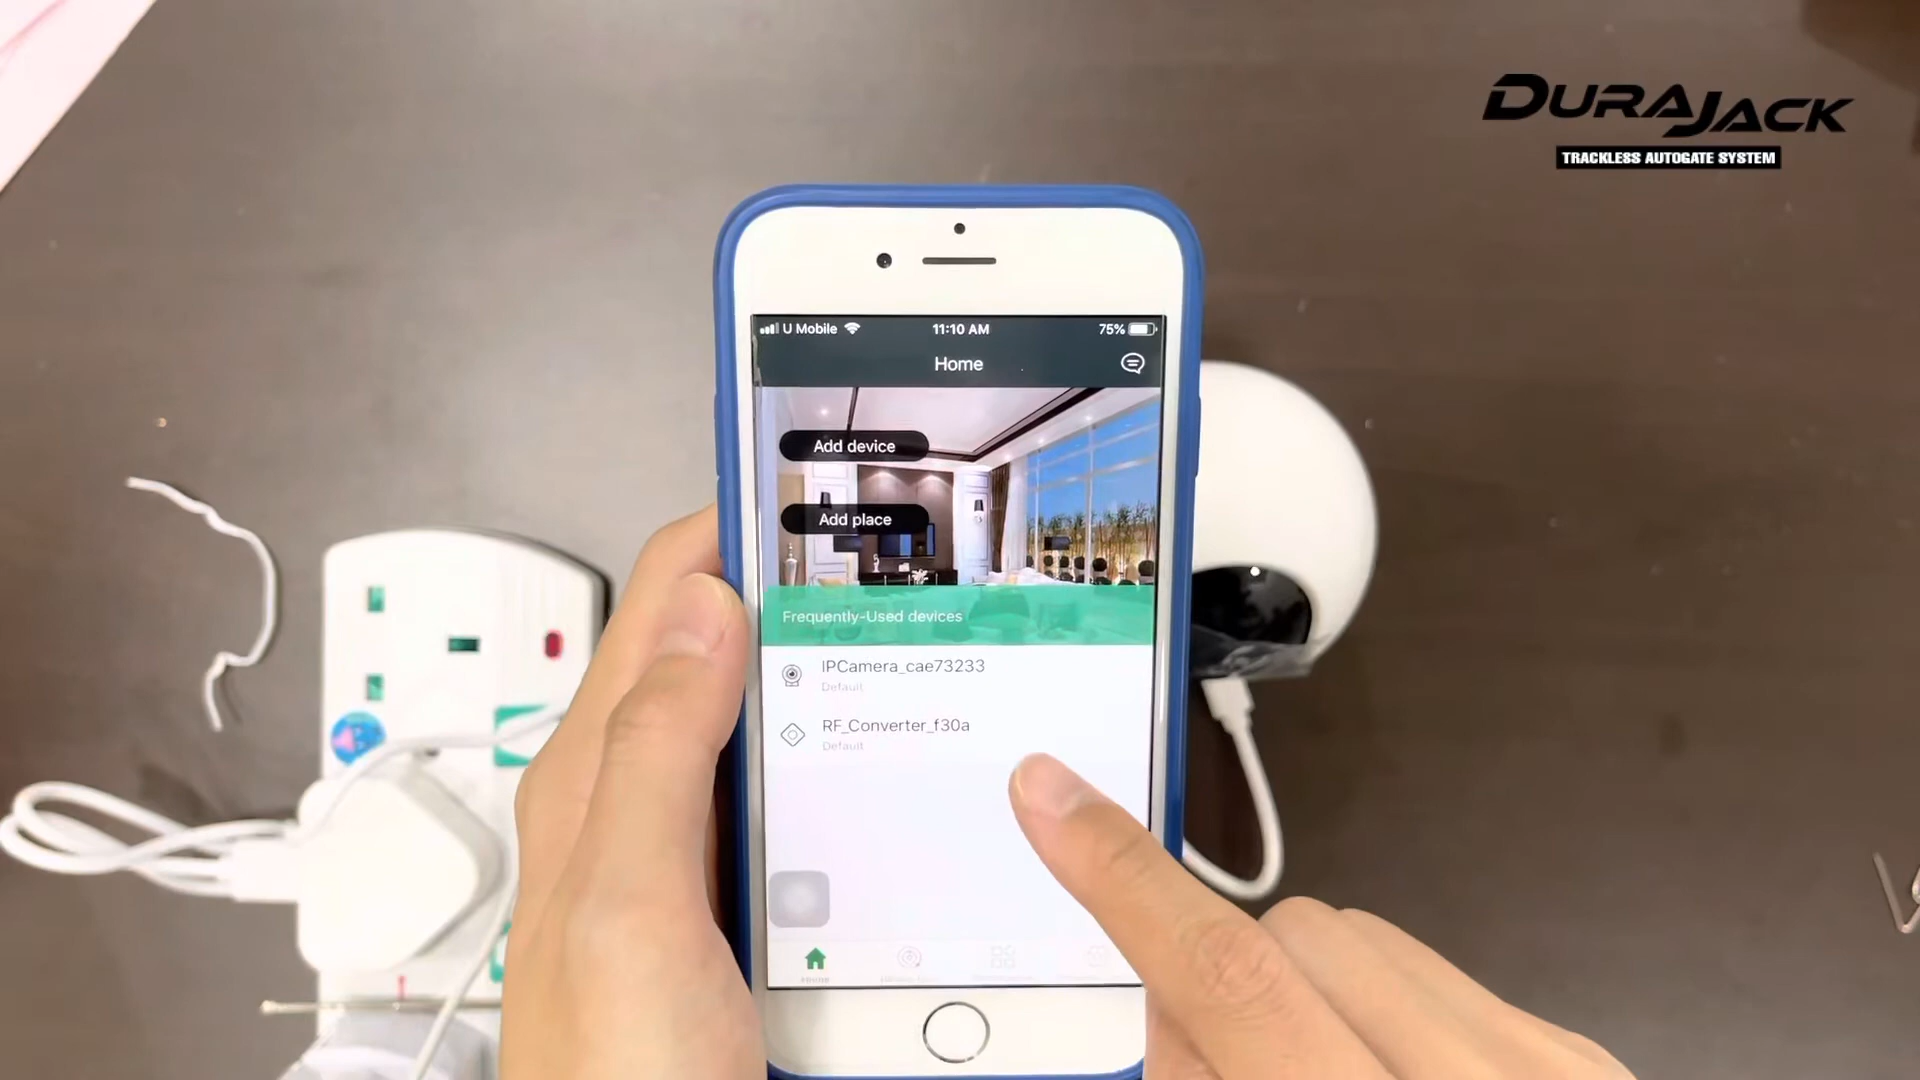 DURAJACK
TRACKLESS AUTOGATE SYSTEM
U Mobile 11:10 AM 75%
Home
Add device
Add place
Frequently-Used devices
IPCamera_cae73233
Default
RF_Converter_f30a
Default